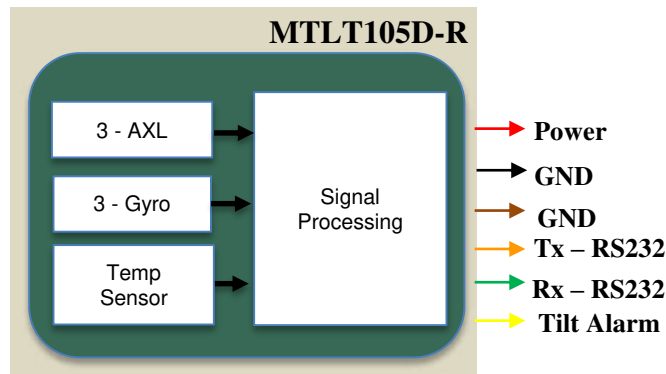 MTLT105D-R
3 - AXL
3 - Gyro
Temp
Sensor
Signal
Processing
Power
GND
GND
Tx – RS232
Rx – RS232
Tilt Alarm